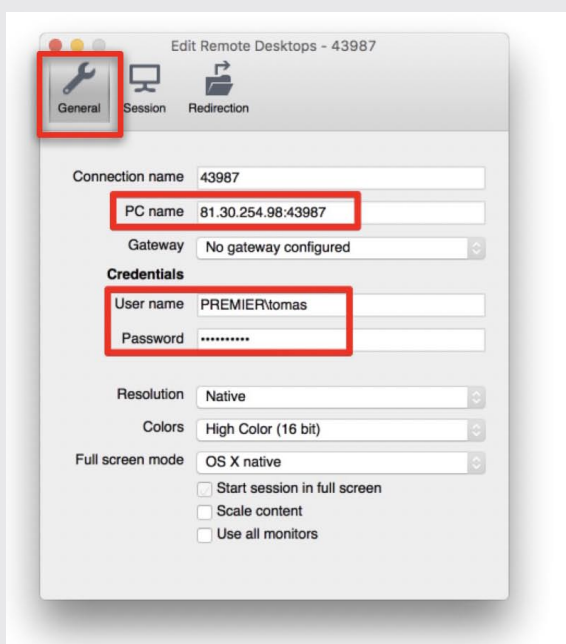 Edit Remote Desktops - 43987
General Session Redirection
Connection name 43987
PC name 81.30.254.98:43987
Gateway No gateway configured
Credentials
User name PREMIER\tomas
Password ••••••••••
Resolution Native
Colors High Color (16 bit)
Full screen mode OS X native
Start session in full screen
Scale content
Use all monitors